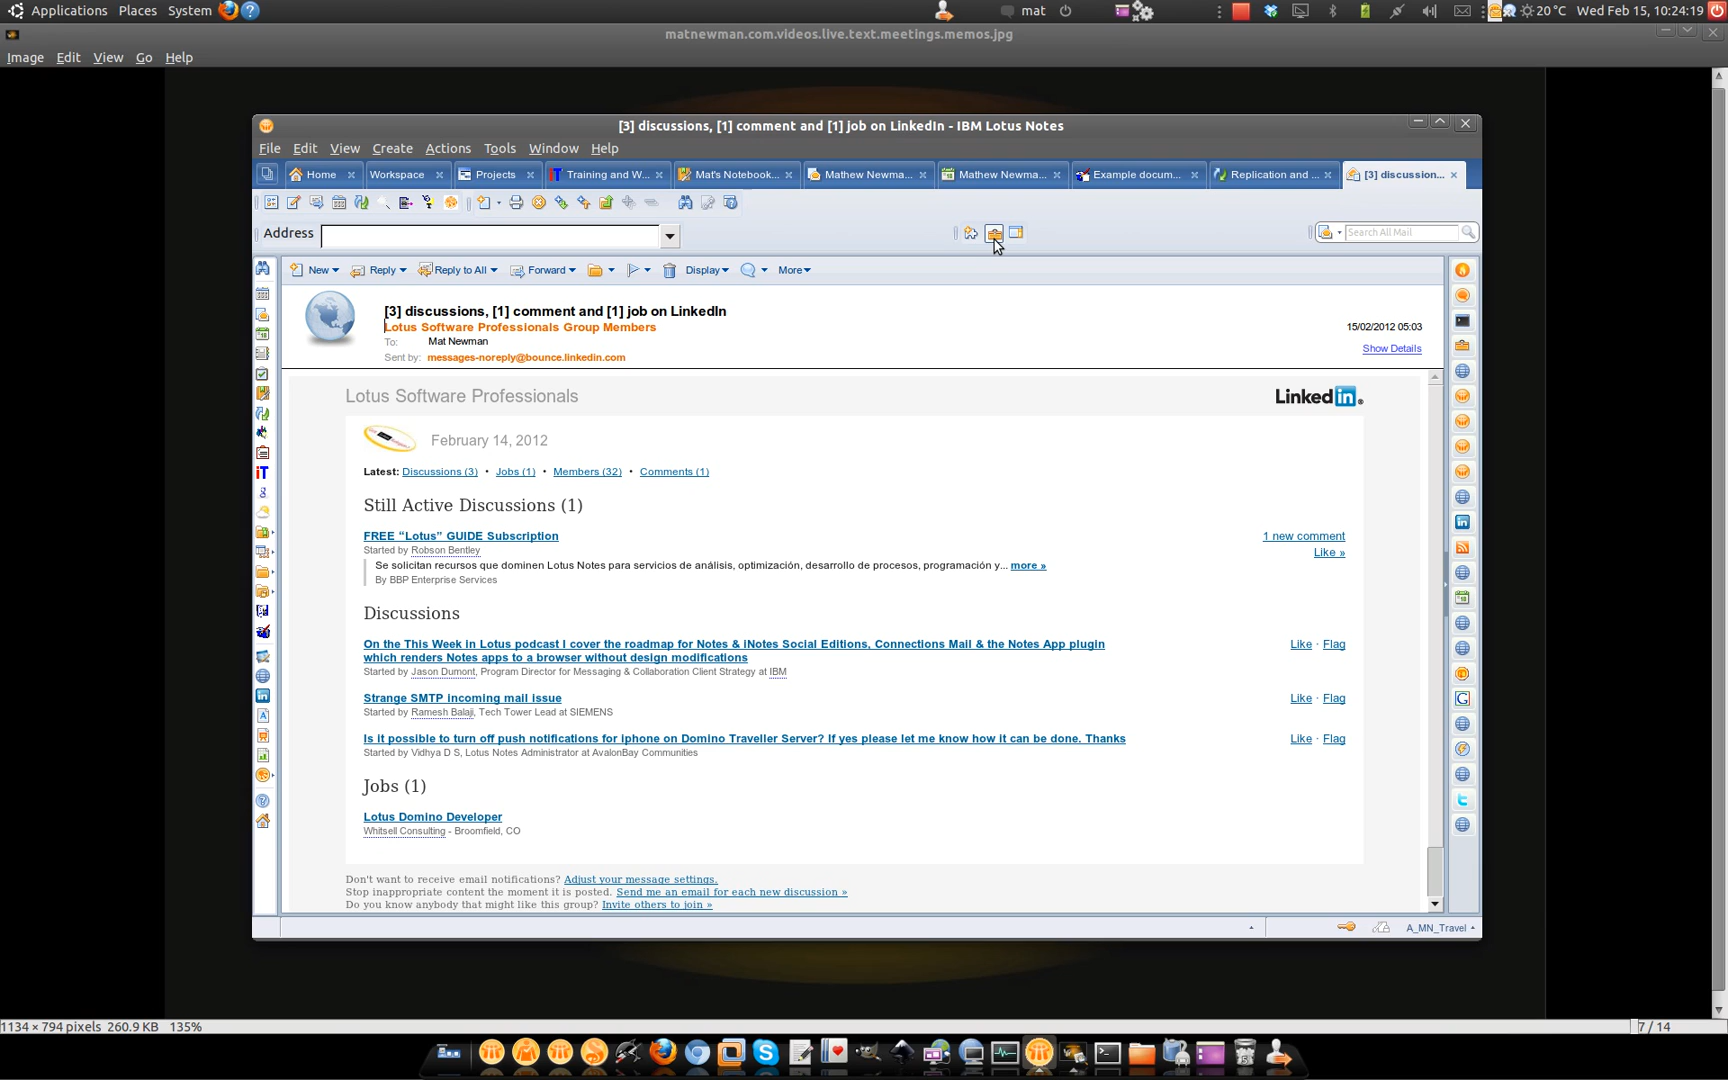 Applications Places System mat 20 °C Wed Feb 15, 10:24:19
matnewman.com.videos.live.text.meetings.memos.jpg
Image Edit View Go Help
[3] discussions, [1] comment and [1] job on LinkedIn - IBM Lotus Notes
File Edit View Create Actions Tools Window Help
Home Workspace Projects Training and W... Mat's Notebook... Mathew Newma... Mathew Newma... Example docum... Replication and ... [3] discussion...
Address Search All Mail
New Reply Reply to All Forward Display More
[3] discussions, [1] comment and [1] job on LinkedIn
Lotus Software Professionals Group Members
15/02/2012 05:03
To: Mat Newman
Show Details
Sent by: messages-noreply@bounce.linkedin.com
Lotus Software Professionals
Linked in
February 14, 2012
Latest: Discussions (3) • Jobs (1) • Members (32) • Comments (1)
Still Active Discussions (1)
FREE “Lotus” GUIDE Subscription 1 new comment
Started by Robson Bentley Like »
Se solicitan recursos que dominen Lotus Notes para servicios de análisis, optimización, desarrollo de procesos, programación y... more »
By BBP Enterprise Services
Discussions
On the This Week in Lotus podcast I cover the roadmap for Notes & iNotes Social Editions, Connections Mail & the Notes App plugin Like · Flag
which renders Notes apps to a browser without design modifications
Started by Jason Dumont, Program Director for Messaging & Collaboration Client Strategy at IBM
Strange SMTP incoming mail issue Like · Flag
Started by Ramesh Balaji, Tech Tower Lead at SIEMENS
Is it possible to turn off push notifications for iphone on Domino Traveller Server? If yes please let me know how it can be done. Thanks Like · Flag
Started by Vidhya D S, Lotus Notes Administrator at AvalonBay Communities
Jobs (1)
Lotus Domino Developer
Whitsell Consulting - Broomfield, CO
Don't want to receive email notifications? Adjust your message settings.
Stop inappropriate content the moment it is posted. Send me an email for each new discussion »
Do you know anybody that might like this group? Invite others to join »
A_MN_Travel
1134 × 794 pixels 260.9 KB 135% 7 / 14